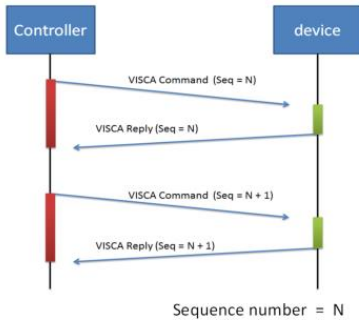 Controller
device
VISCA Command (Seq = N)
VISCA Reply (Seq = N)
VISCA Command (Seq = N + 1)
VISCA Reply (Seq = N + 1)
Sequence number = N